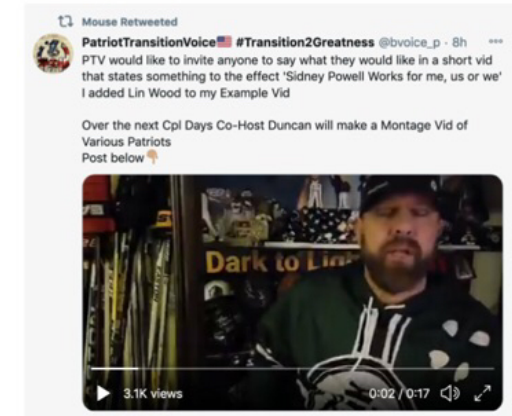 Mouse Retweeted
PatriotTransitionVoice🇺🇸 #Transition2Greatness @bvoice_p · 8h
PTV would like to invite anyone to say what they would like in a short vid
that states something to the effect 'Sidney Powell Works for me, us or we'
I added Lin Wood to my Example Vid
Over the next Cpl Days Co-Host Duncan will make a Montage Vid of
Various Patriots
Post below👇🏼
Dark to Ligh
3.1K views
0:02 / 0:17